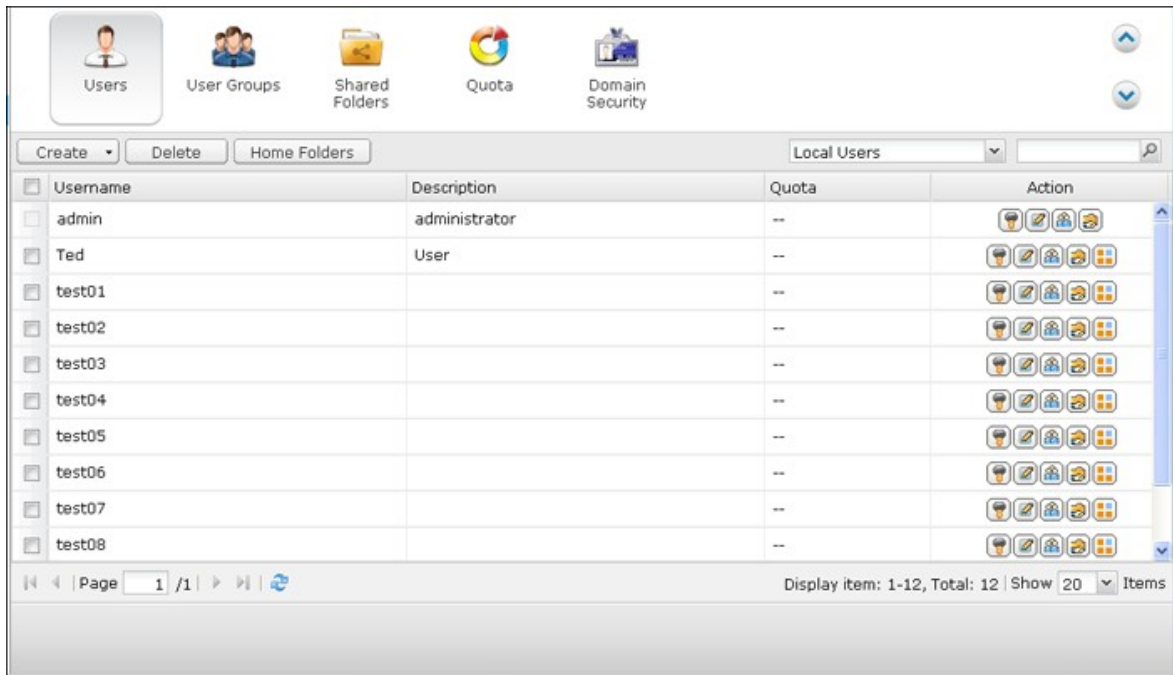 Users
User Groups
Shared
Folders
Quota
Domain
Security
Create
Delete
Home Folders
Local Users
Username Description Quota Action
admin administrator --
Ted User --
test01 --
test02 --
test03 --
test04 --
test05 --
test06 --
test07 --
test08 --
Page 1 /1 Display item: 1-12, Total: 12 Show 20 Items